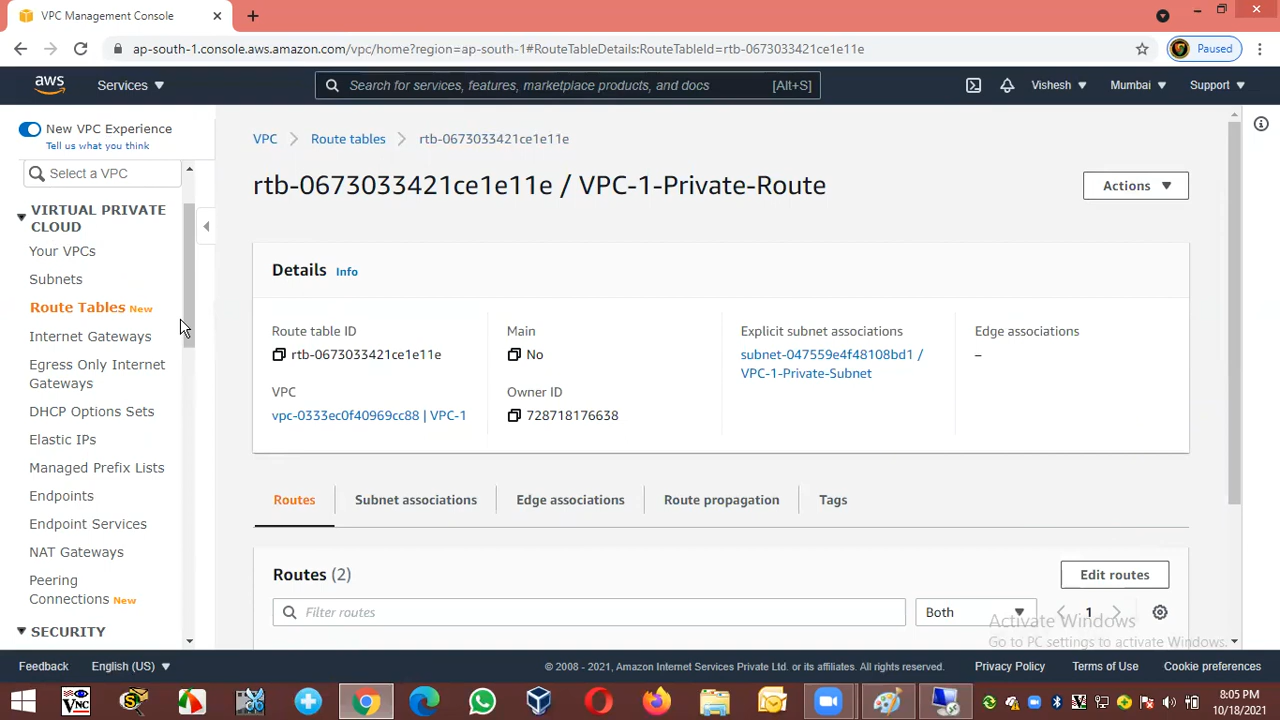 VPC Management Console
ap-south-1.console.aws.amazon.com/vpc/home?region=ap-south-1#RouteTableDetails:RouteTableId=rtb-0673033421ce1e11e
Paused
aws
Services
Search for services, features, marketplace products, and docs [Alt+S]
Vishesh
Mumbai
Support
New VPC Experience
Tell us what you think
Select a VPC
VIRTUAL PRIVATE
CLOUD
Your VPCs
Subnets
Route Tables New
Internet Gateways
Egress Only Internet
Gateways
DHCP Options Sets
Elastic IPs
Managed Prefix Lists
Endpoints
Endpoint Services
NAT Gateways
Peering
Connections New
SECURITY
VPC
Route tables
rtb-0673033421ce1e11e
rtb-0673033421ce1e11e / VPC-1-Private-Route
Actions
Details Info
Route table ID
rtb-0673033421ce1e11e
Main
No
Explicit subnet associations
subnet-047559e4f48108bd1 /
VPC-1-Private-Subnet
Edge associations
–
VPC
vpc-0333ec0f40969cc88 | VPC-1
Owner ID
728718176638
Routes
Subnet associations
Edge associations
Route propagation
Tags
Routes (2)
Edit routes
Filter routes
Both
1
Activate Windows
Go to PC settings to activate Windows.
Feedback
English (US)
© 2008 - 2021, Amazon Internet Services Private Ltd. or its affiliates. All rights reserved.
Privacy Policy
Terms of Use
Cookie preferences
8:05 PM
10/18/2021